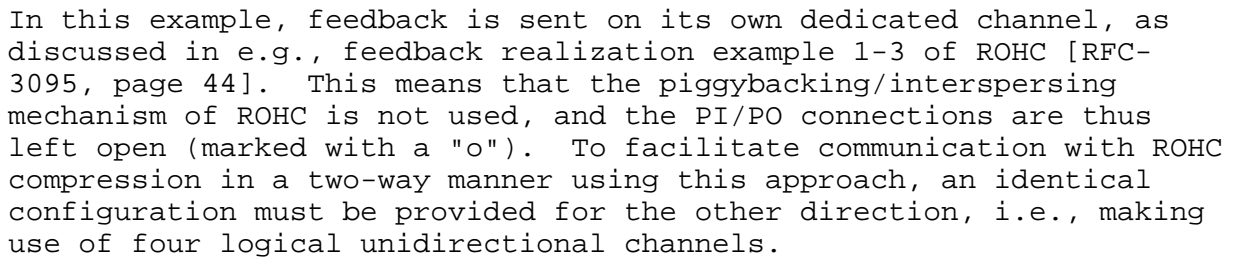 In this example, feedback is sent on its own dedicated channel, as
discussed in e.g., feedback realization example 1-3 of ROHC [RFC-
3095, page 44].  This means that the piggybacking/interspersing
mechanism of ROHC is not used, and the PI/PO connections are thus
left open (marked with a "o").  To facilitate communication with ROHC
compression in a two-way manner using this approach, an identical
configuration must be provided for the other direction, i.e., making
use of four logical unidirectional channels.